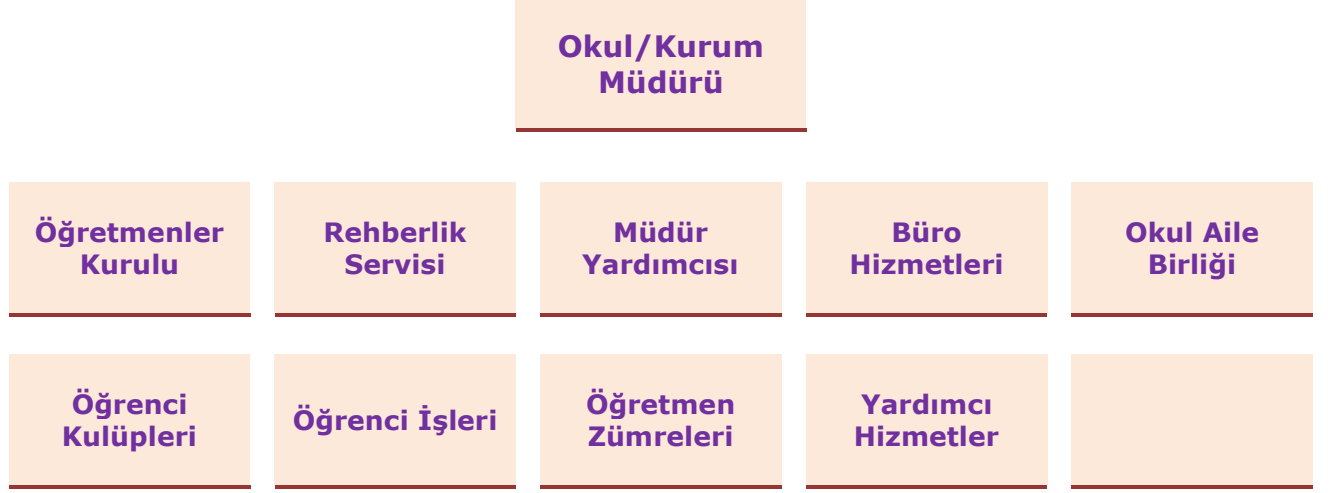 Okul/Kurum
Müdürü
Öğretmenler
Kurulu
Rehberlik
Servisi
Müdür
Yardımcısı
Büro
Hizmetleri
Okul Aile
Birliği
Öğrenci
Kulüpleri
Öğrenci İşleri
Öğretmen
Zümreleri
Yardımcı
Hizmetler